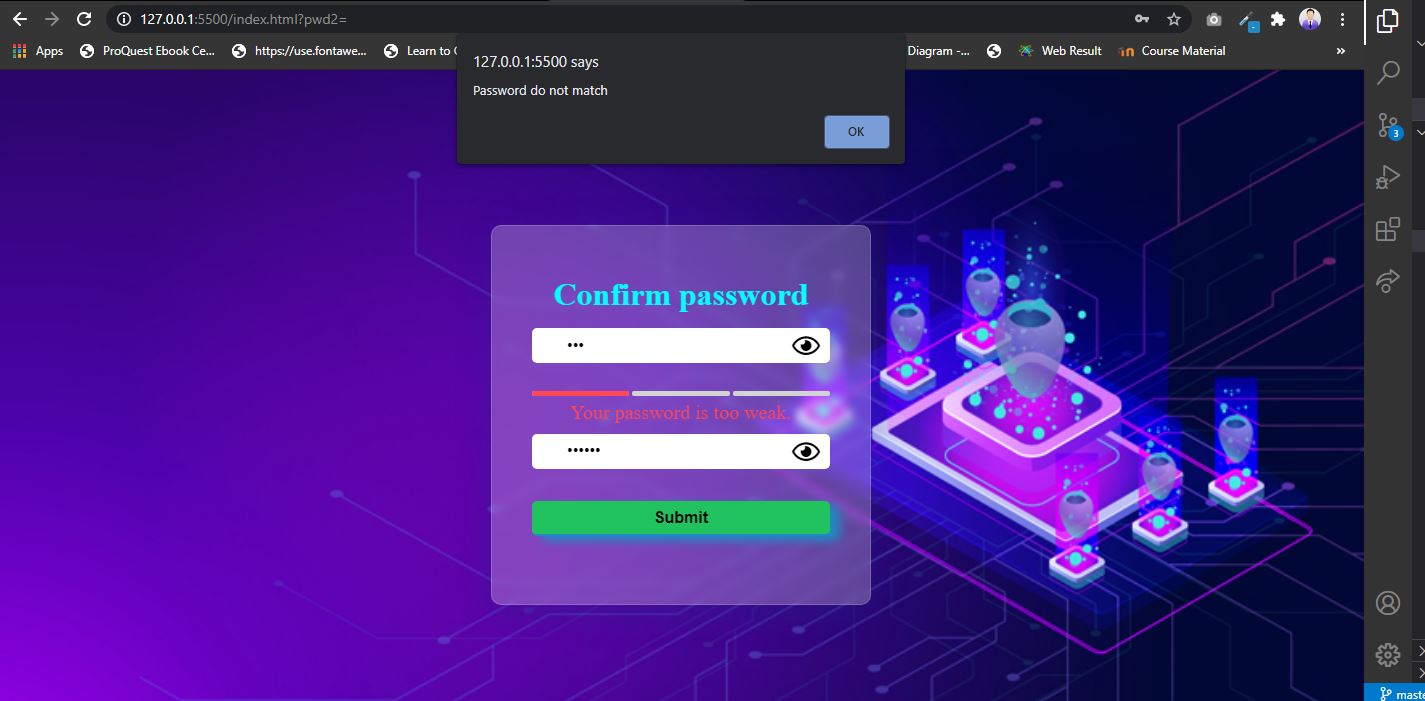 127.0.0.1:5500/index.html?pwd2=
Apps ProQuest Ebook Ce... https://use.fontawe... Learn to Diagram -... Web Result Course Material »
127.0.0.1:5500 says
Password do not match
OK
3
Confirm password
Your password is too weak.
Submit
maste